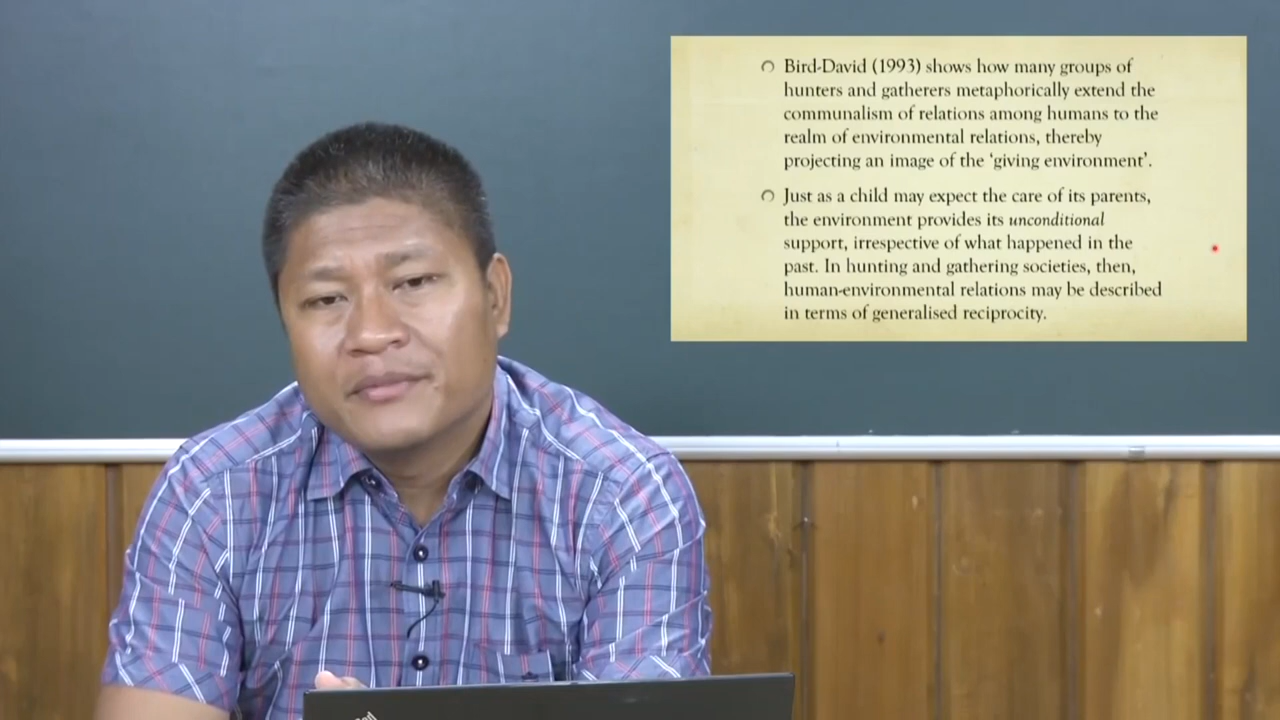 Bird-David (1993) shows how many groups of
hunters and gatherers metaphorically extend the
communalism of relations among humans to the
realm of environmental relations, thereby
projecting an image of the ‘giving environment’.
Just as a child may expect the care of its parents,
the environment provides its unconditional
support, irrespective of what happened in the
past. In hunting and gathering societies, then,
human-environmental relations may be described
in terms of generalised reciprocity.